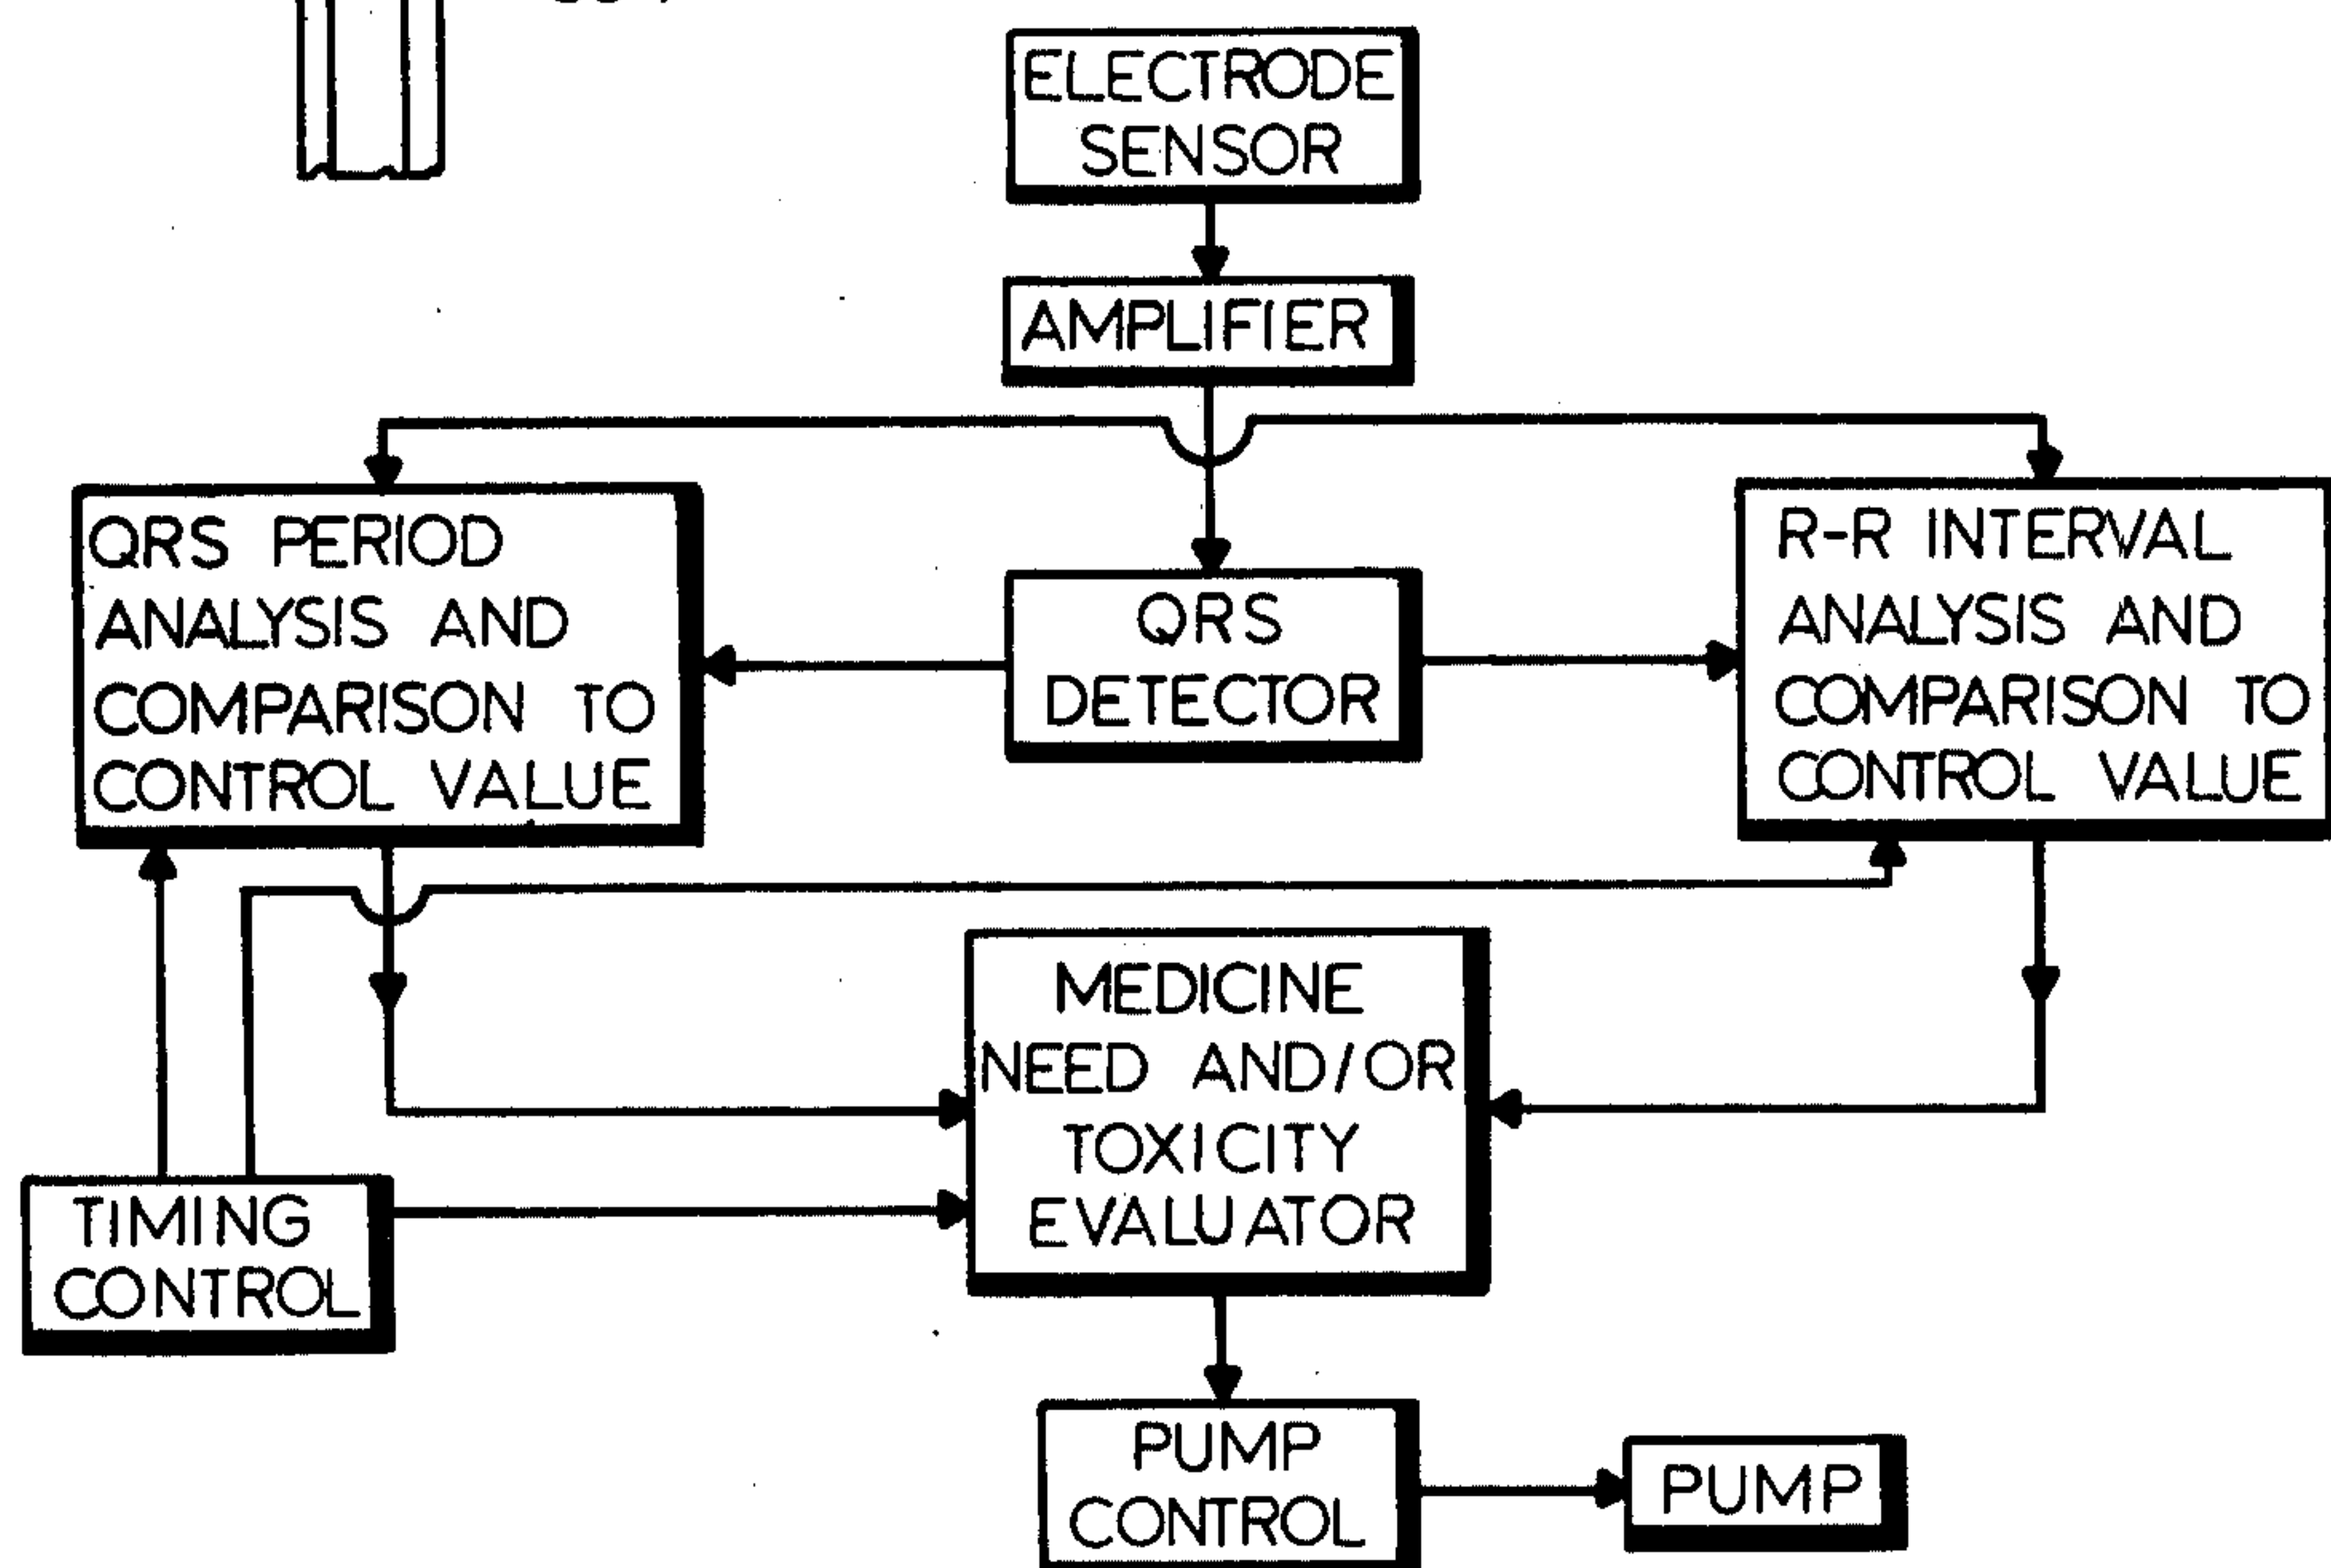 ELECTRODE
SENSOR
AMPLIFIER
QRS PERIOD
ANALYSIS AND
COMPARISON TO
CONTROL VALUE
QRS
DETECTOR
R-R INTERVAL
ANALYSIS AND
COMPARISON TO
CONTROL VALUE
MEDICINE
NEED AND/OR
TOXICITY
EVALUATOR
TIMING
CONTROL
PUMP
CONTROL
PUMP